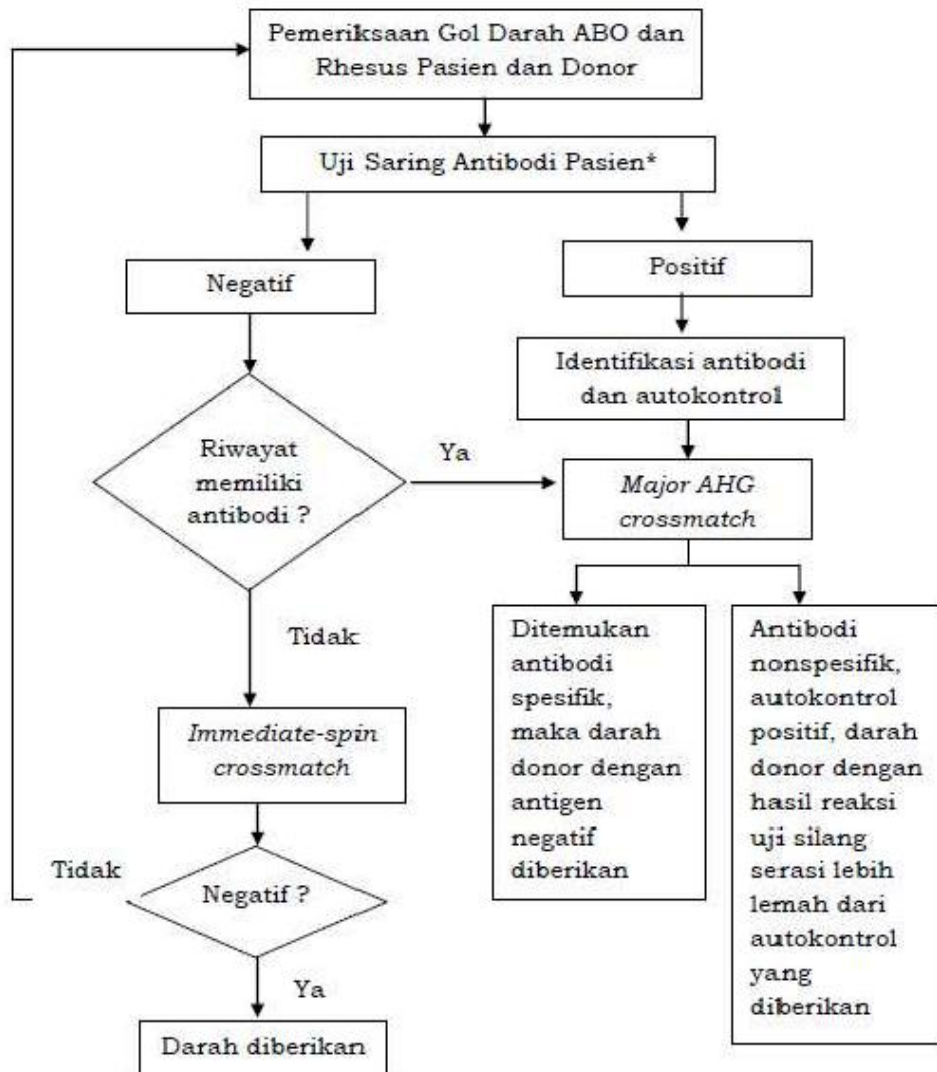 Pemeriksaan Gol Darah ABO dan
Rhesus Pasien dan Donor
Uji Saring Antibodi Pasien*
Negatif
Positif
Identifikasi antibodi
dan autokontrol
Riwayat
memiliki
antibodi ?
Ya
Major AHG
crossmatch
Tidak
Ditemukan
antibodi
spesifik,
maka darah
donor dengan
antigen
negatif
diberikan
Antibodi
nonspesifik,
autokontrol
positif, darah
donor dengan
hasil reaksi
uji silang
serasi lebih
lemah dari
autokontrol
yang
diberikan
Immediate-spin
crossmatch
Tidak
Negatif ?
Ya
Darah diberikan